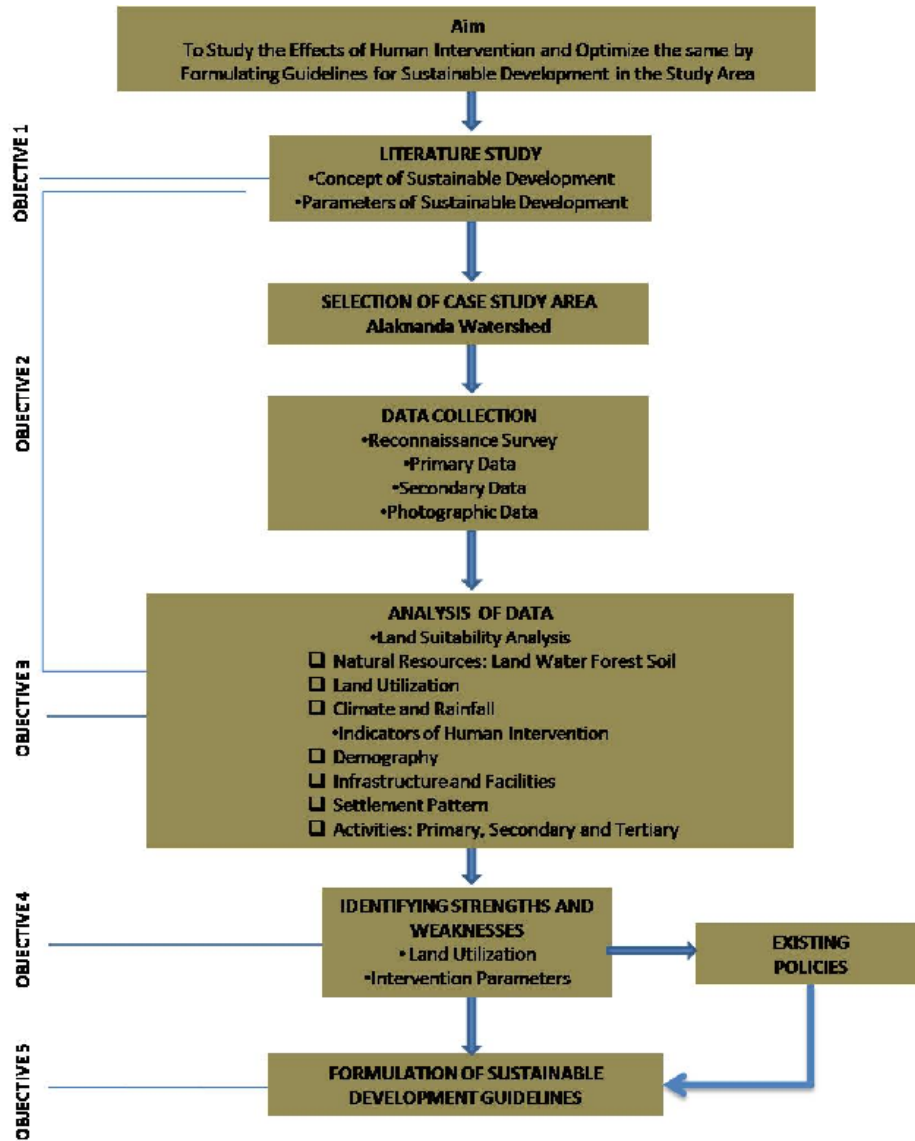 Aim
To Study the Effects of Human Intervention and Optimize the same by
Formulating Guidelines for Sustainable Development in the Study Area
OBJECTIVE 1
LITERATURE STUDY
•Concept of Sustainable Development
•Parameters of Sustainable Development
SELECTION OF CASE STUDY AREA
Alaknanda Watershed
OBJECTIVE 2
DATA COLLECTION
•Reconnaissance Survey
•Primary Data
•Secondary Data
•Photographic Data
OBJECTIVE 3
ANALYSIS OF DATA
•Land Suitability Analysis
❑ Natural Resources: Land Water Forest Soil
❑ Land Utilization
❑ Climate and Rainfall
•Indicators of Human Intervention
❑ Demography
❑ Infrastructure and Facilities
❑ Settlement Pattern
❑ Activities: Primary, Secondary and Tertiary
OBJECTIVE 4
IDENTIFYING STRENGTHS AND
WEAKNESSES
• Land Utilization
•Intervention Parameters
EXISTING
POLICIES
OBJECTIVE 5
FORMULATION OF SUSTAINABLE
DEVELOPMENT GUIDELINES